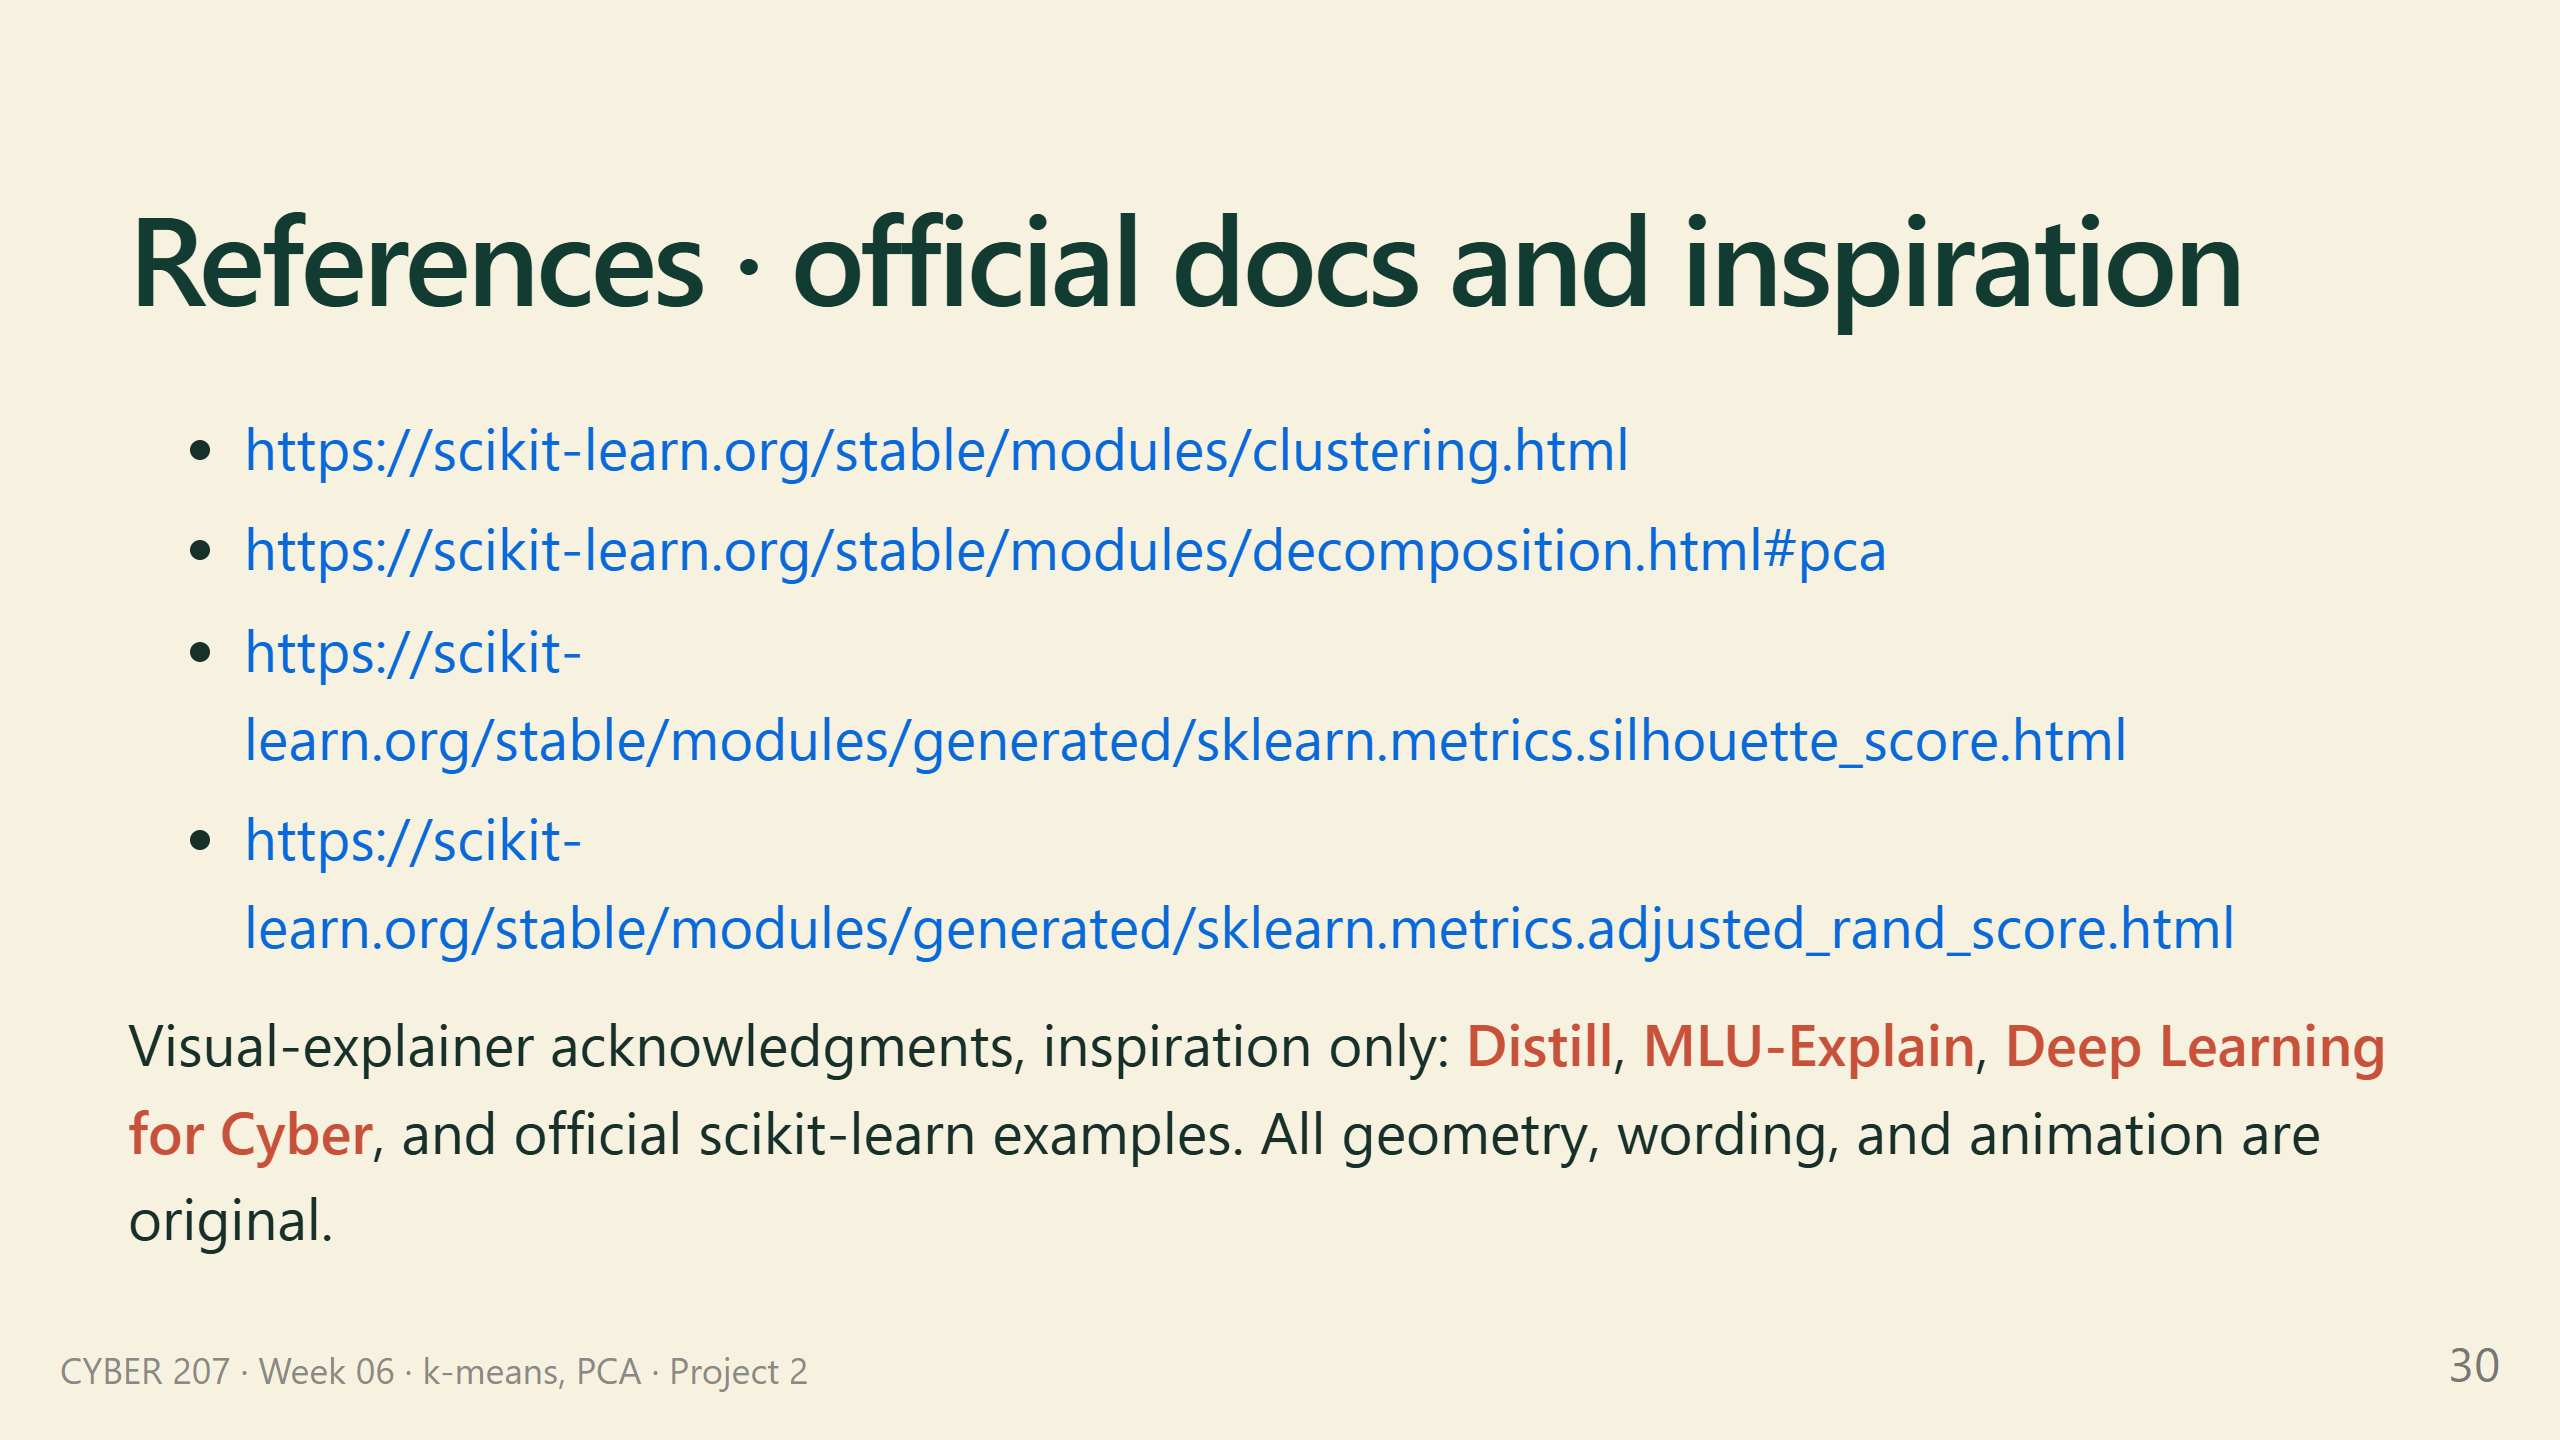 References · official docs and inspiration
• https://scikit-learn.org/stable/modules/clustering.html
• https://scikit-learn.org/stable/modules/decomposition.html#pca
• https://scikit-
learn.org/stable/modules/generated/sklearn.metrics.silhouette_score.html
• https://scikit-
learn.org/stable/modules/generated/sklearn.metrics.adjusted_rand_score.html
Visual-explainer acknowledgments, inspiration only: Distill, MLU-Explain, Deep Learning
for Cyber, and official scikit-learn examples. All geometry, wording, and animation are
original.
CYBER 207 · Week 06 · k-means, PCA · Project 2
30